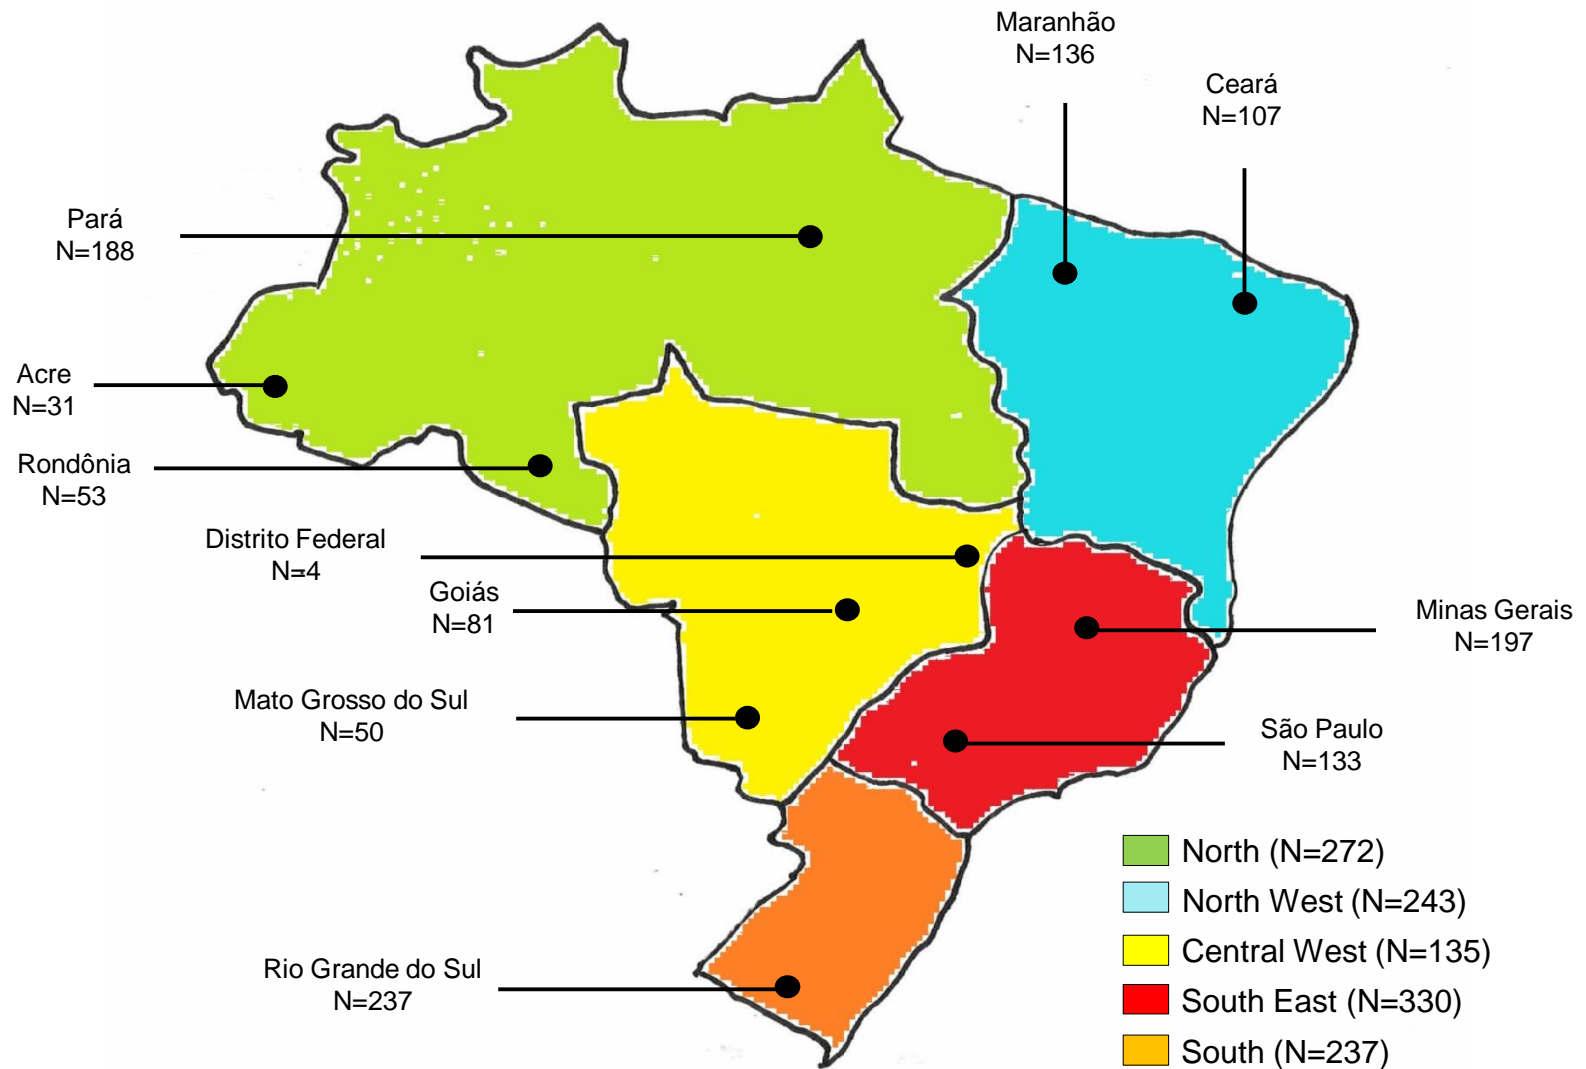 Maranhão
N=136
Ceará
N=107
Pará
N=188
Acre
N=31
Rondônia
N=53
Distrito Federal
N=4
Goiás
N=81
Minas Gerais
N=197
Mato Grosso do Sul
N=50
São Paulo
N=133
Rio Grande do Sul
N=237
North (N=272)
North West (N=243)
Central West (N=135)
South East (N=330)
South (N=237)